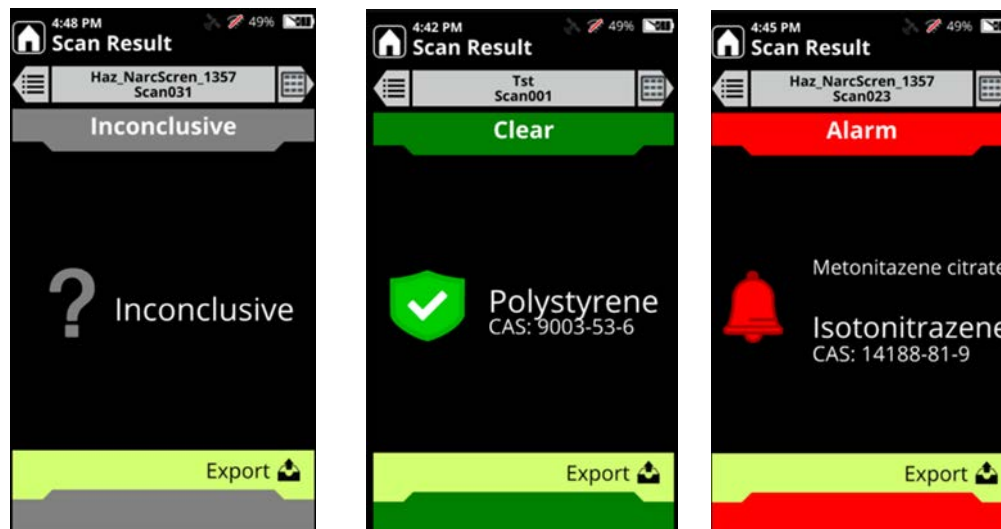 4:48 PM
49%
Scan Result
Haz_NarcScren_1357
Scan031
Inconclusive
Inconclusive
Export
4:42 PM
49%
Scan Result
Tst
Scan001
Clear
Polystyrene
CAS: 9003-53-6
Export
4:45 PM
49%
Scan Result
Haz_NarcScren_1357
Scan023
Alarm
Metonitazene citrate
Isotonitrazene
CAS: 14188-81-9
Export